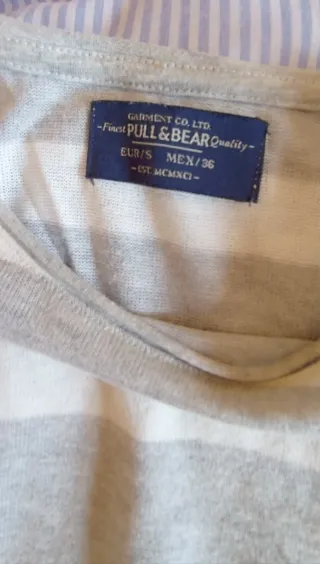 GARMENT CO. LTD.
-Finest PULL&BEAR Quality-
EUR/S MEX/36
-EST. MCMXCI-